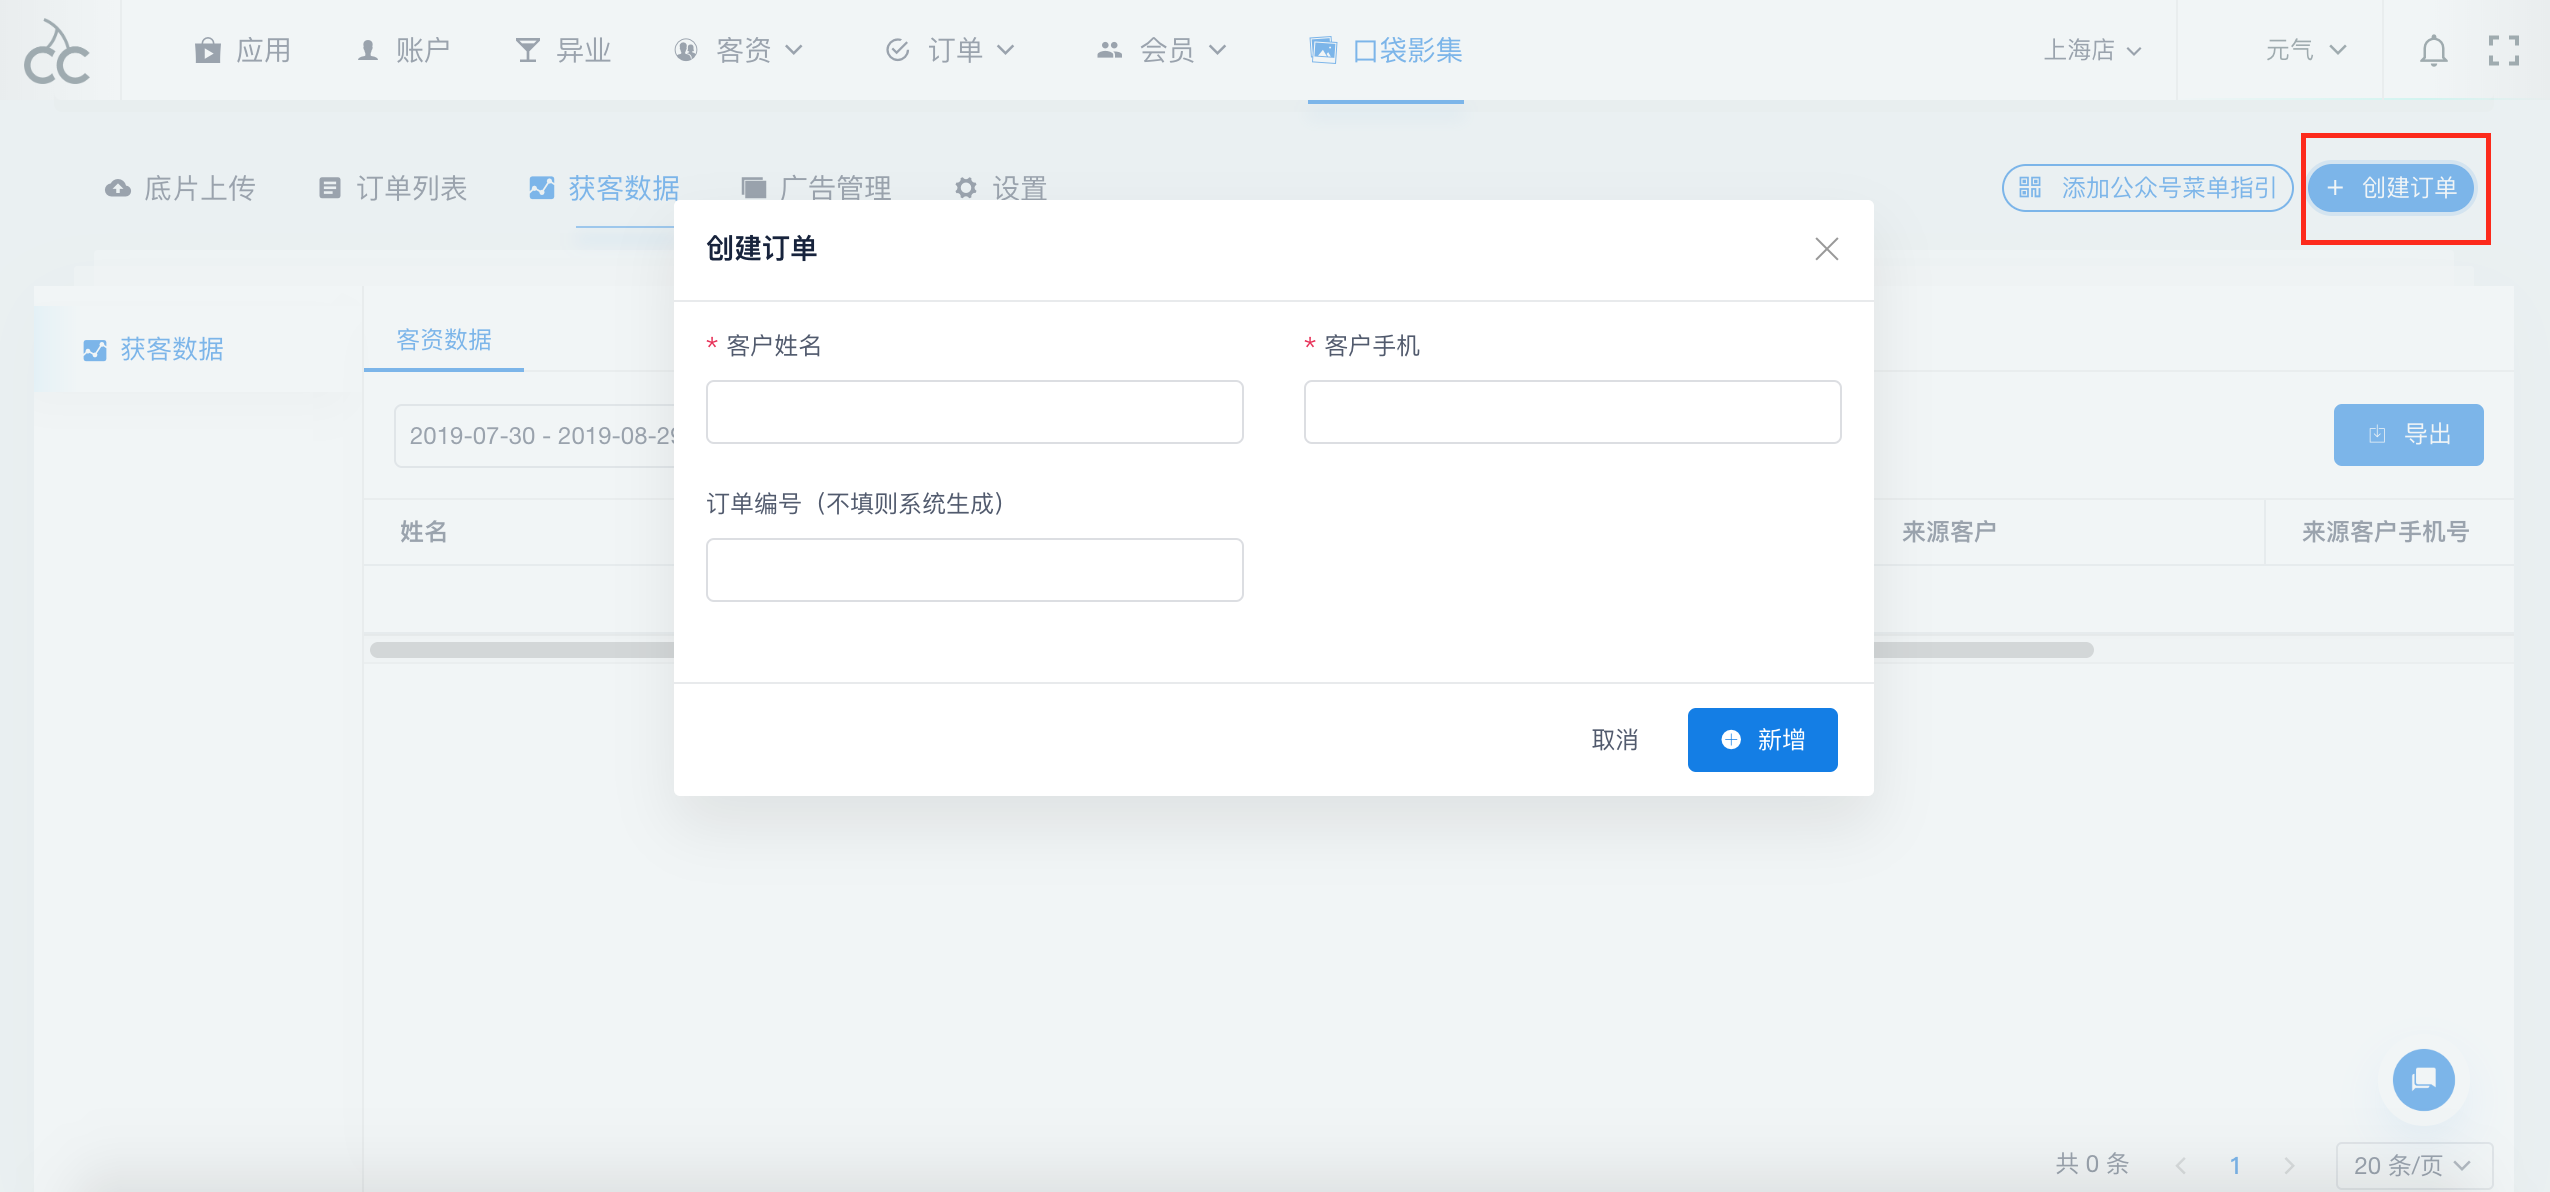 CC
应用
账户
异业
客资
订单
会员
口袋影集
上海店
元气
底片上传
订单列表
获客数据
广告管理
设置
添加公众号菜单指引
+ 创建订单
获客数据
客资数据
2019-07-30 - 2019-08-29
导出
姓名
来源客户
来源客户手机号
创建订单
* 客户姓名
* 客户手机
订单编号（不填则系统生成）
取消
新增
共 0 条
1
20 条/页